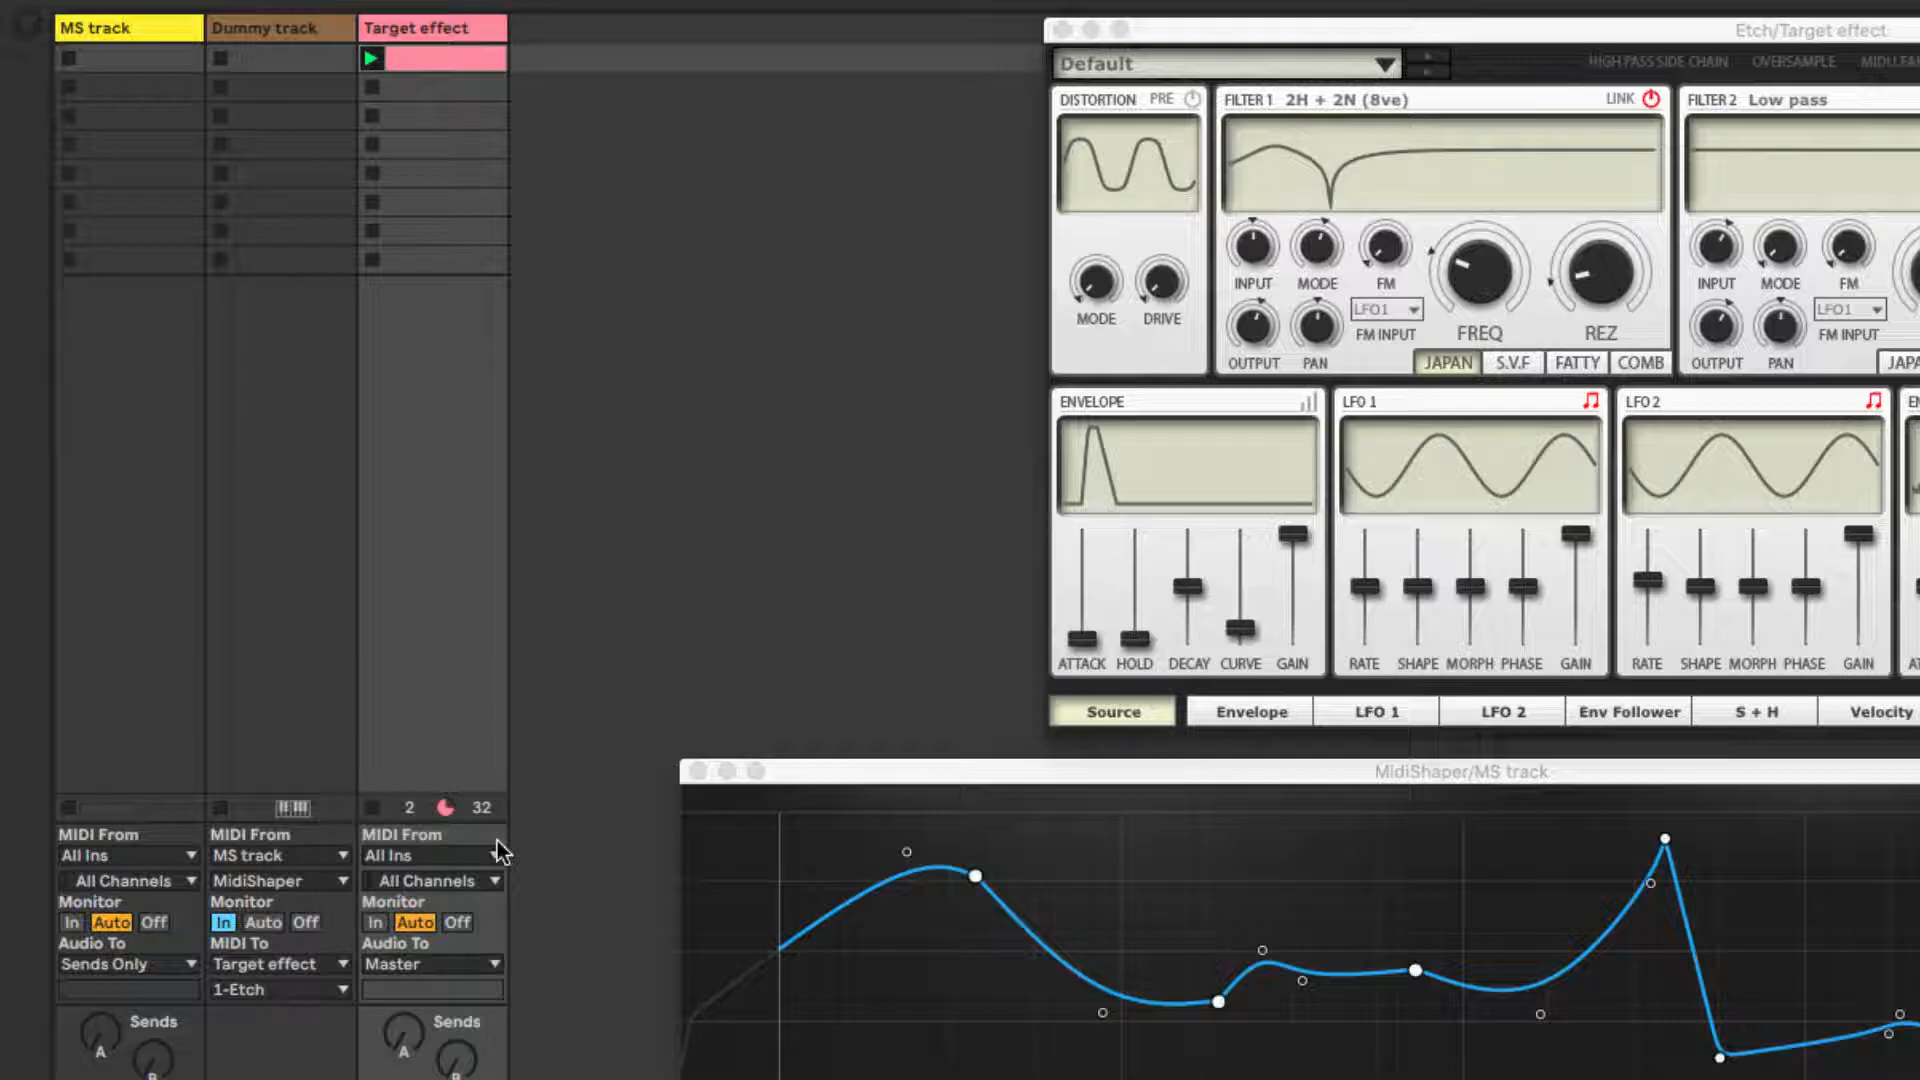 MS track
Dummy track
Target effect
2 32
MIDI From
All Ins
All Channels
Monitor
In Auto Off
Audio To
Sends Only
Sends
A
MIDI From
MS track
MidiShaper
In Auto Off
MIDI To
Target effect
1-Etch
MIDI From
All Ins
All Channels
Monitor
In Auto Off
Audio To
Master
Sends
A
Etch/Target effect
Default
HIGH PASS SIDE CHAIN OVERSAMPLE
DISTORTION PRE
MODE DRIVE
FILTER 1 2H + 2N (8ve) LINK
INPUT MODE FM
LFO1
FM INPUT
OUTPUT PAN
FREQ REZ
JAPAN S.V.F FATTY COMB
FILTER 2 Low pass
INPUT MODE FM
LFO1
FM INPUT
OUTPUT PAN
ENVELOPE
ATTACK HOLD DECAY CURVE GAIN
LFO 1
RATE SHAPE MORPH PHASE GAIN
LFO 2
RATE SHAPE MORPH PHASE GAIN
Source Envelope LFO 1 LFO 2 Env Follower S + H Velocity
MidiShaper/MS track